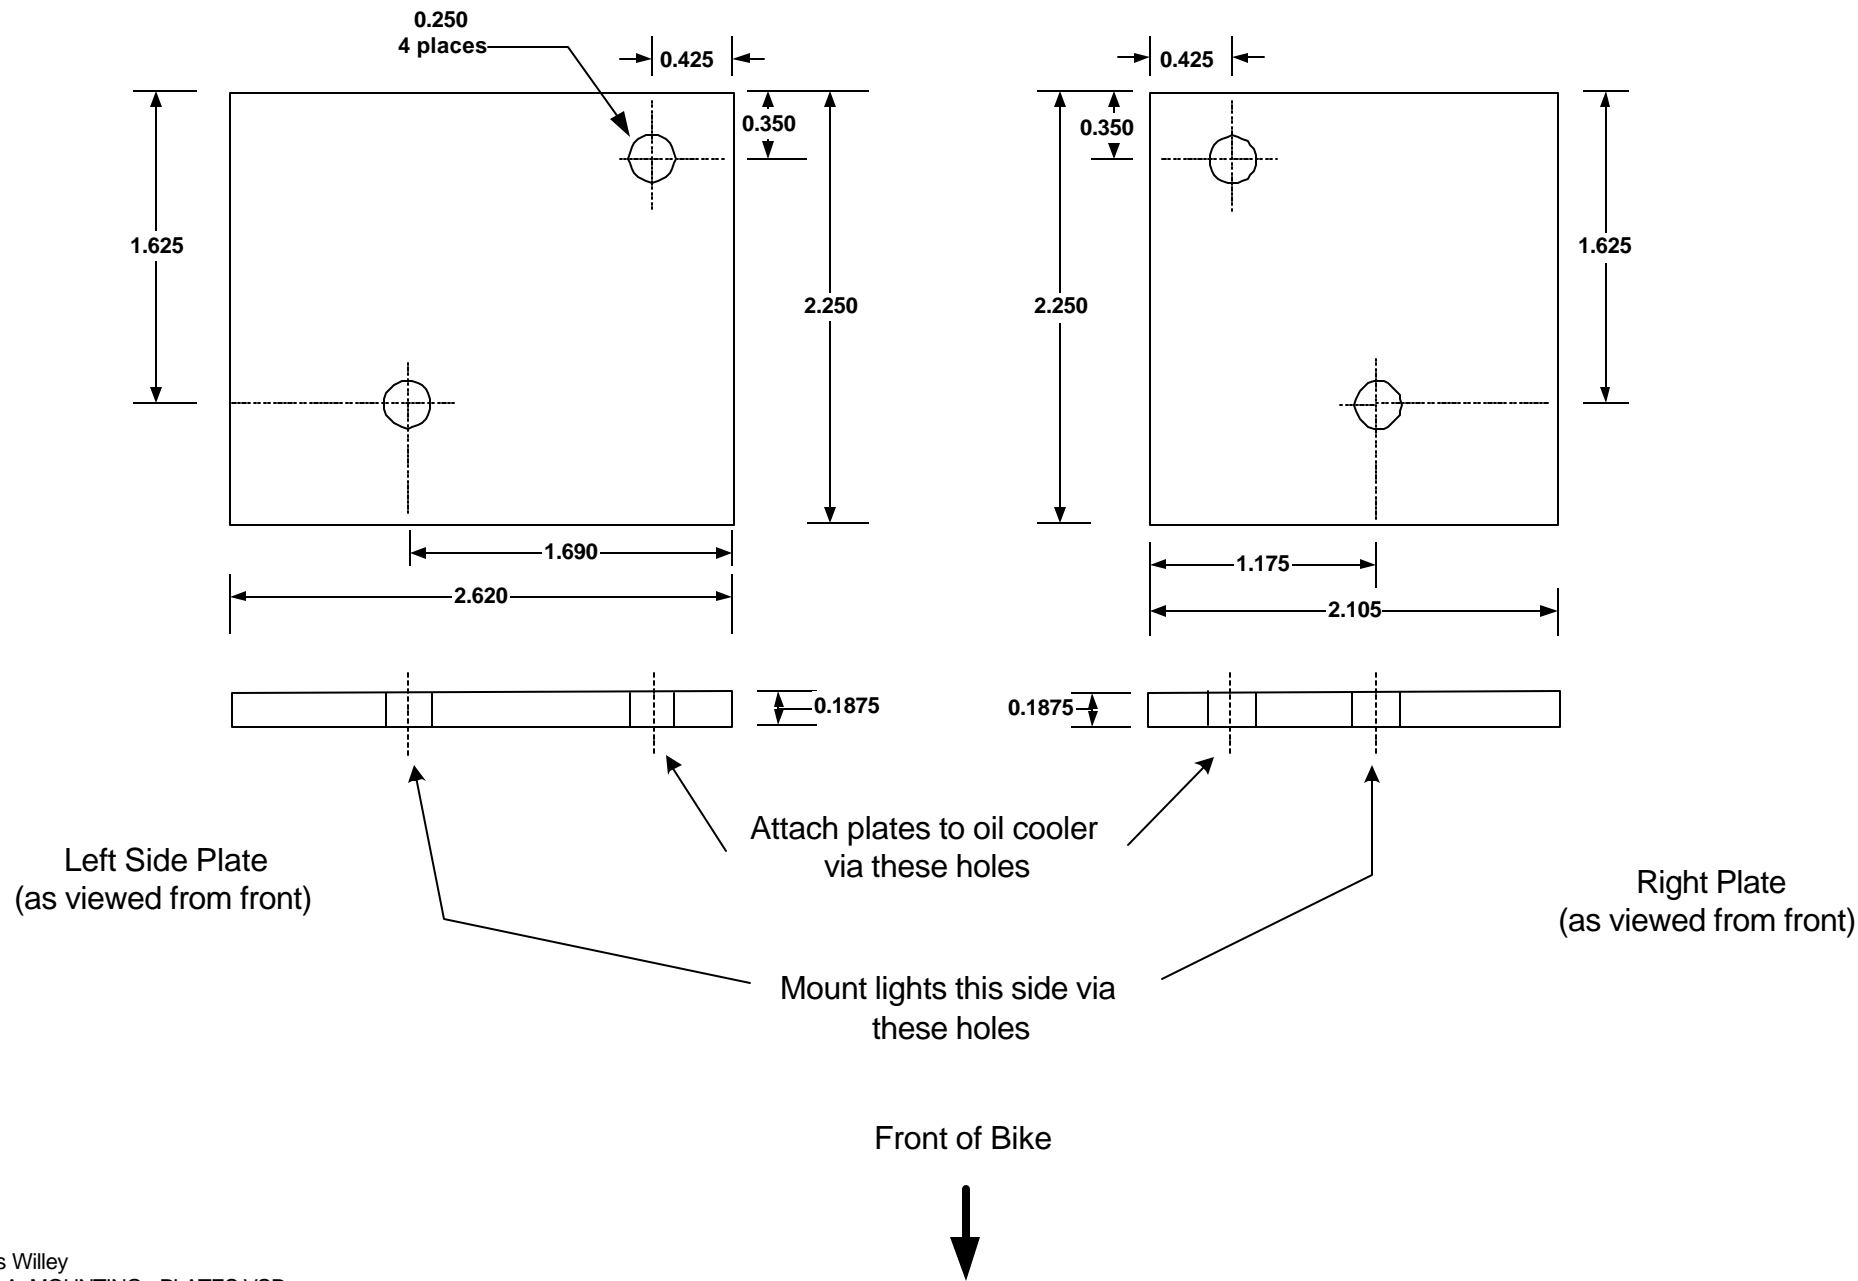 0.250
4 places
0.425
0.425
0.350
0.350
1.625
1.625
2.250
2.250
1.690
1.175
2.620
2.105
0.1875
0.1875
Attach plates to oil cooler
via these holes
Left Side Plate
(as viewed from front)
Right Plate
(as viewed from front)
Mount lights this side via
these holes
Front of Bike
Willey